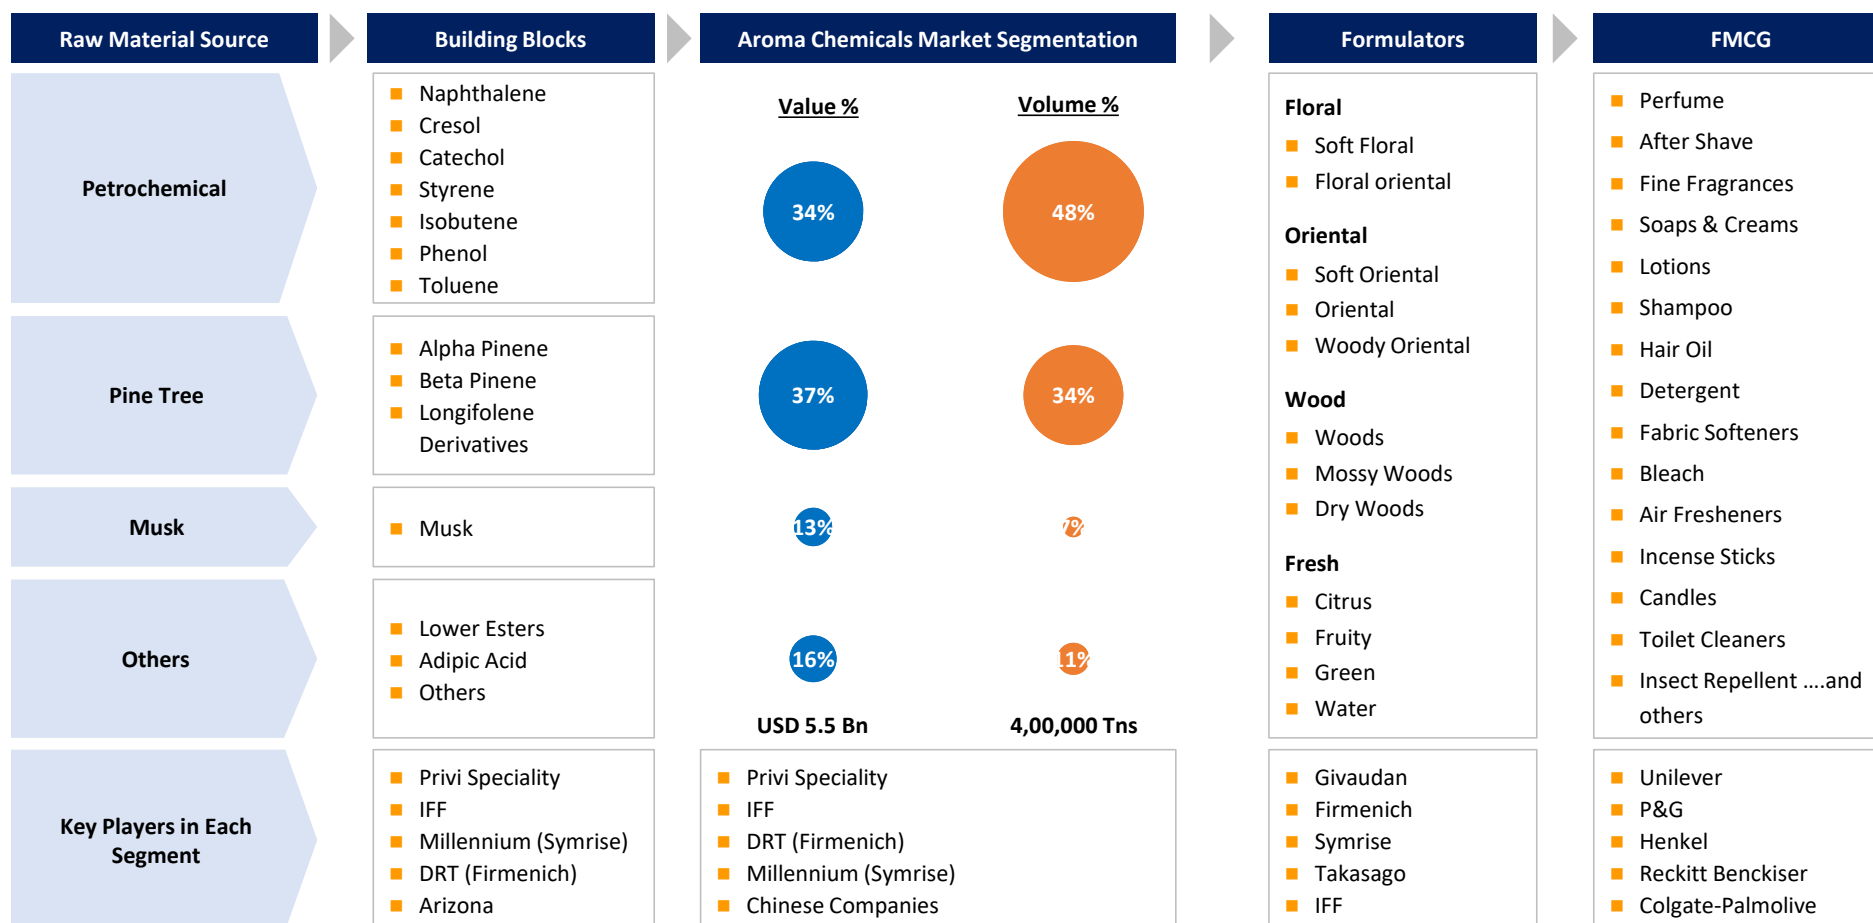 Raw Material Source
Building Blocks
Aroma Chemicals Market Segmentation
Formulators
FMCG
Petrochemical
Naphthalene
Cresol
Catechol
Styrene
Isobutene
Phenol
Toluene
Pine Tree
Alpha Pinene
Beta Pinene
Longifolene
Derivatives
Musk
Musk
Others
Lower Esters
Adipic Acid
Others
Value %
Volume %
34%
48%
37%
34%
13%
7%
16%
11%
USD 5.5 Bn
4,00,000 Tns
Floral
Soft Floral
Floral oriental
Oriental
Soft Oriental
Oriental
Woody Oriental
Wood
Woods
Mossy Woods
Dry Woods
Fresh
Citrus
Fruity
Green
Water
Perfume
After Shave
Fine Fragrances
Soaps & Creams
Lotions
Shampoo
Hair Oil
Detergent
Fabric Softeners
Bleach
Air Fresheners
Incense Sticks
Candles
Toilet Cleaners
Insect Repellent ....and
others
Key Players in Each
Segment
Privi Speciality
IFF
Millennium (Symrise)
DRT (Firmenich)
Arizona
Privi Speciality
IFF
DRT (Firmenich)
Millennium (Symrise)
Chinese Companies
Givaudan
Firmenich
Symrise
Takasago
IFF
Unilever
P&G
Henkel
Reckitt Benckiser
Colgate-Palmolive